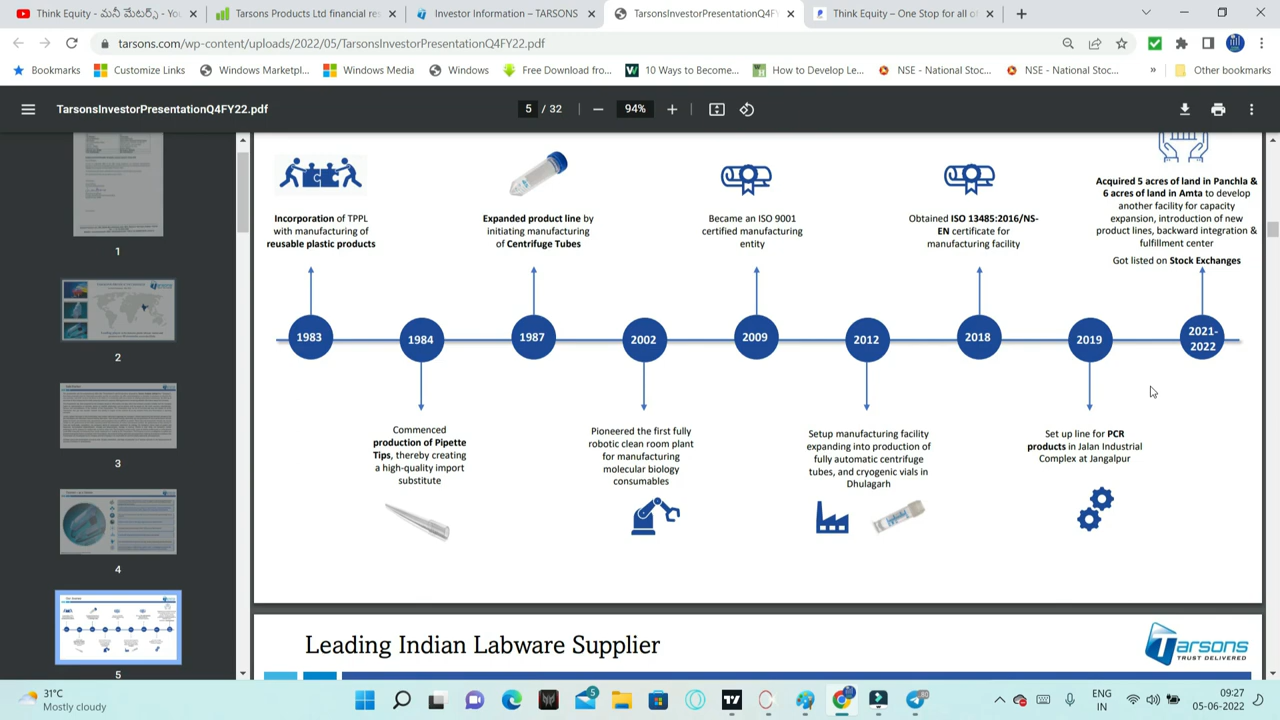 Think Equity - మనీ మేటర్స్ - Yo
Tarsons Products Ltd financial res
Investor Information – TARSONS
TarsonsInvestorPresentationQ4FY
Think Equity – One Stop for all o
tarsons.com/wp-content/uploads/2022/05/TarsonsInvestorPresentationQ4FY22.pdf
Bookmarks
Customize Links
Windows Marketpl...
Windows Media
Windows
Free Download fro...
10 Ways to Become...
How to Develop Le...
NSE - National Stoc...
NSE - National Stoc...
»
Other bookmarks
TarsonsInvestorPresentationQ4FY22.pdf
5 / 32
94%
1
2
3
4
5
Incorporation of TPPL
with manufacturing of
reusable plastic products
Expanded product line by
initiating manufacturing
of Centrifuge Tubes
Became an ISO 9001
certified manufacturing
entity
Obtained ISO 13485:2016/NS-
EN certificate for
manufacturing facility
Acquired 5 acres of land in Panchla &
6 acres of land in Amta to develop
another facility for capacity
expansion, introduction of new
product lines, backward integration &
fulfillment center
Got listed on Stock Exchanges
1983
1984
1987
2002
2009
2012
2018
2019
2021-
2022
Commenced
production of Pipette
Tips, thereby creating
a high-quality import
substitute
Pioneered the first fully
robotic clean room plant
for manufacturing
molecular biology
consumables
Setup manufacturing facility
expanding into production of
fully automatic centrifuge
tubes, and cryogenic vials in
Dhulagarh
Set up line for PCR
products in Jalan Industrial
Complex at Jangalpur
Leading Indian Labware Supplier
Tarsons
TRUST DELIVERED
31°C
Mostly cloudy
5
80
ENG
IN
09:27
05-06-2022